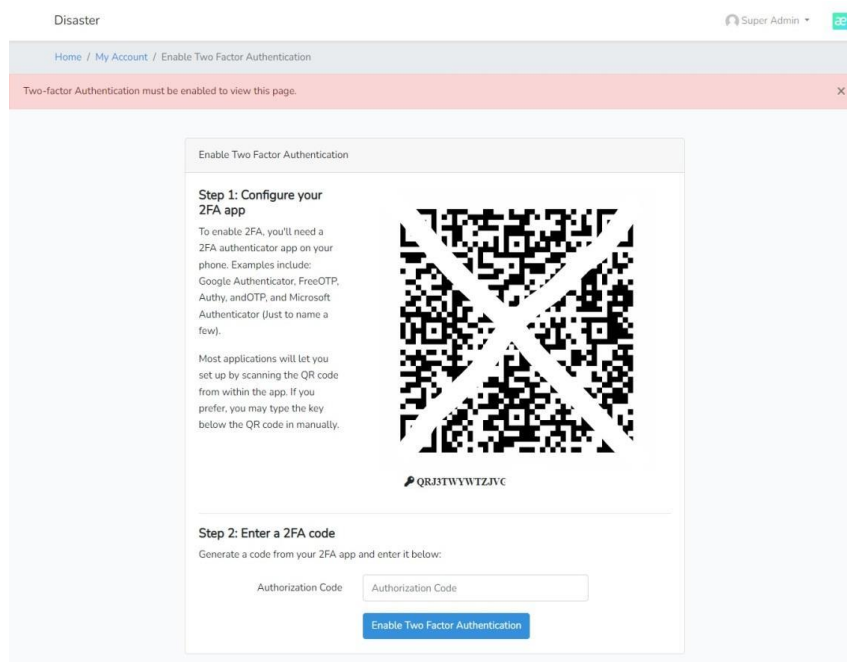 Disaster
Super Admin
æ
Home / My Account / Enable Two Factor Authentication
Two-factor Authentication must be enabled to view this page.
×
Enable Two Factor Authentication
Step 1: Configure your
2FA app
To enable 2FA, you'll need a
2FA authenticator app on your
phone. Examples include:
Google Authenticator, FreeOTP,
Authy, andOTP, and Microsoft
Authenticator (Just to name a
few).
Most applications will let you
set up by scanning the QR code
from within the app. If you
prefer, you may type the key
below the QR code in manually.
QRJ3TWYWTZJVG
Step 2: Enter a 2FA code
Generate a code from your 2FA app and enter it below:
Authorization Code
Authorization Code
Enable Two Factor Authentication